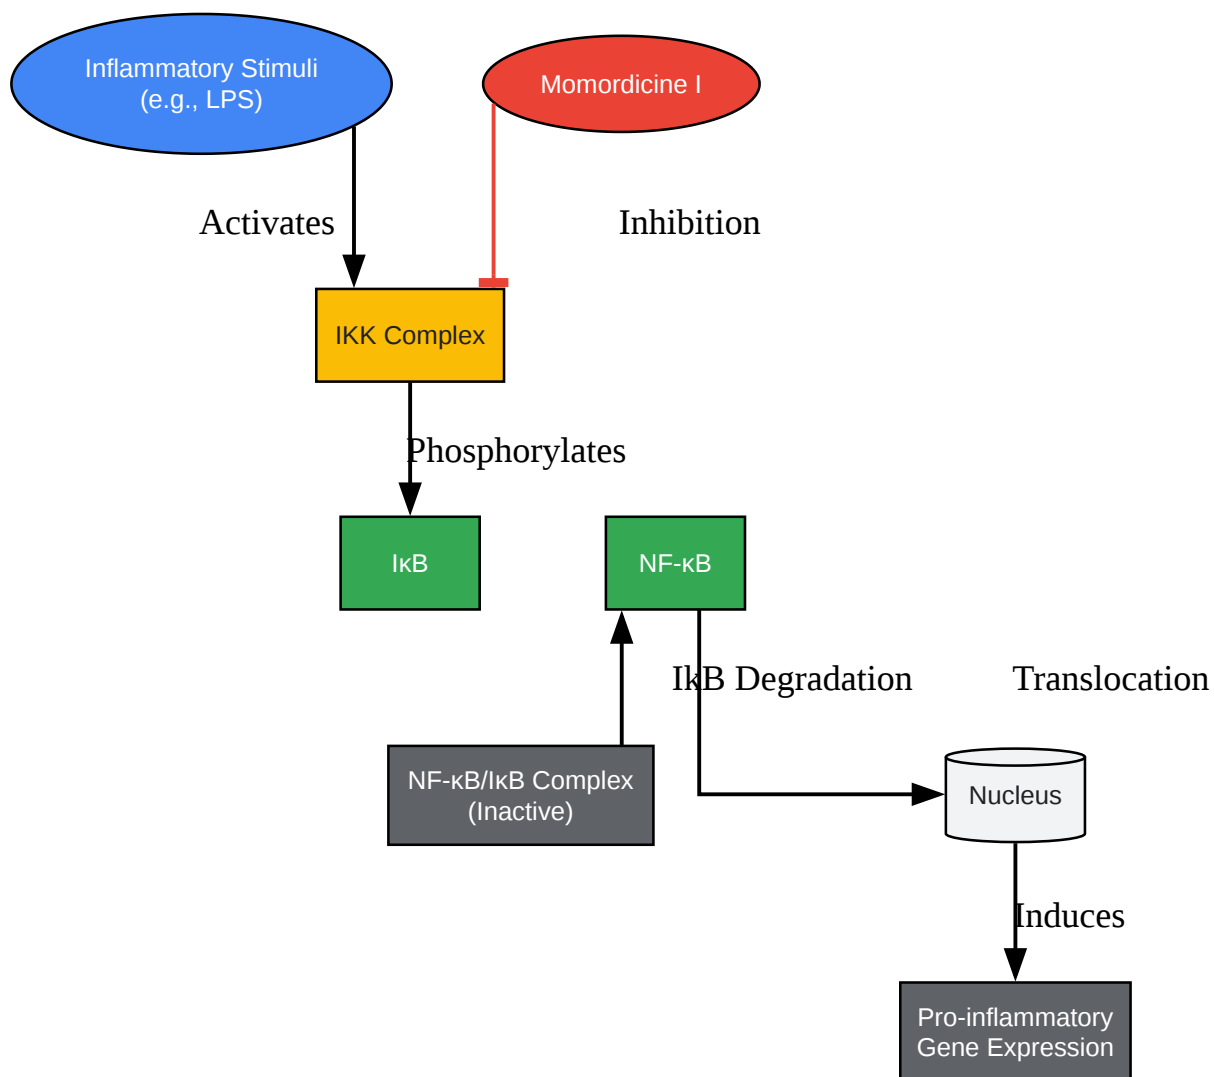 Inflammatory Stimuli
(e.g., LPS)
Momordicine I
Activates
Inhibition
IKK Complex
Phosphorylates
IκB
NF-κB
IkB Degradation
Translocation
NF-κB/IκB Complex
(Inactive)
Nucleus
Induces
Pro-inflammatory
Gene Expression